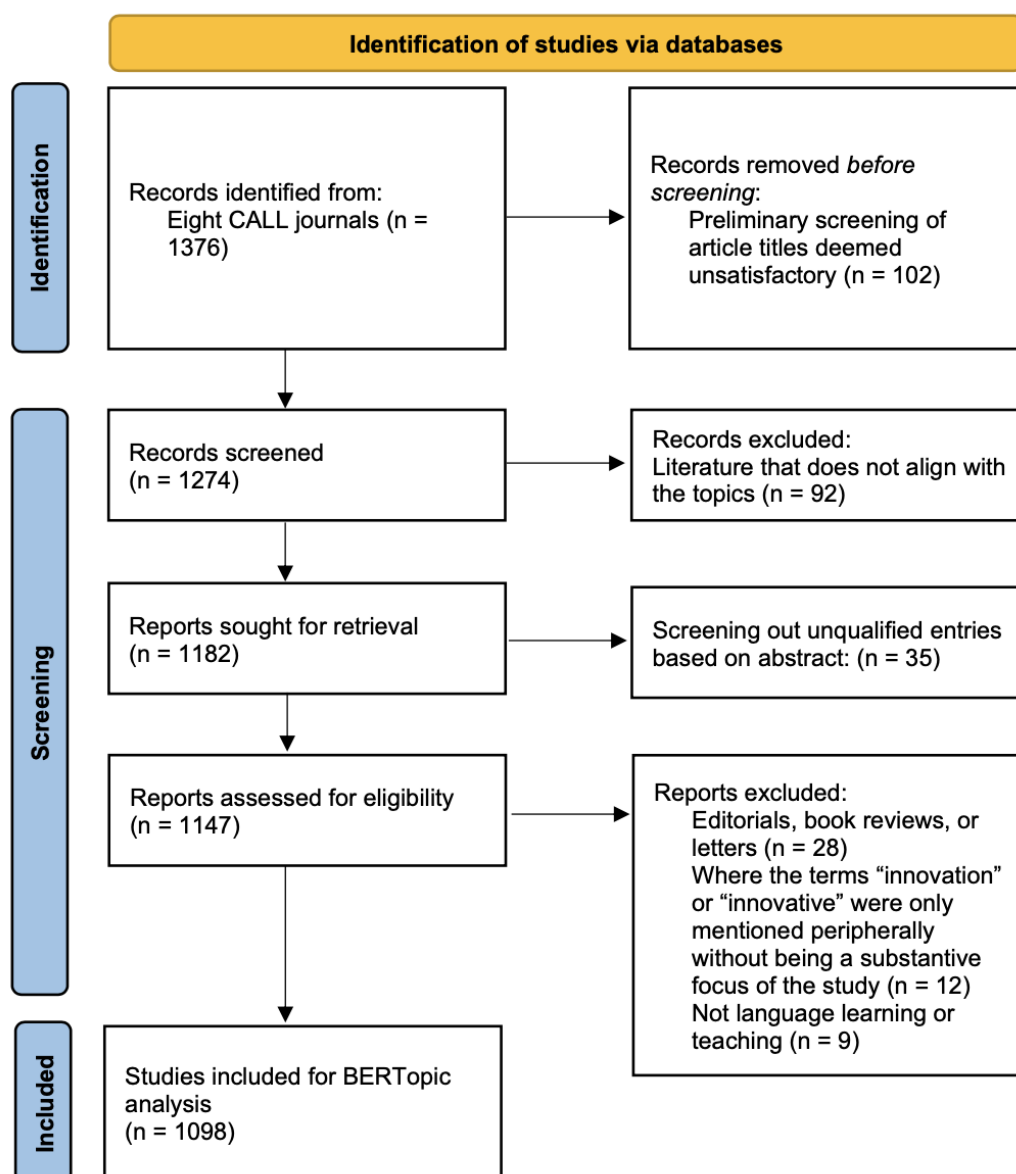 Identification of studies via databases
Identification
Records identified from:
Eight CALL journals (n =
1376)
Records removed before
screening:
Preliminary screening of
article titles deemed
unsatisfactory (n = 102)
Screening
Records screened
(n = 1274)
Records excluded:
Literature that does not align with
the topics (n = 92)
Reports sought for retrieval
(n = 1182)
Screening out unqualified entries
based on abstract: (n = 35)
Reports assessed for eligibility
(n = 1147)
Reports excluded:
Editorials, book reviews, or
letters (n = 28)
Where the terms “innovation”
or “innovative” were only
mentioned peripherally
without being a substantive
focus of the study (n = 12)
Not language learning or
teaching (n = 9)
Included
Studies included for BERTopic
analysis
(n = 1098)